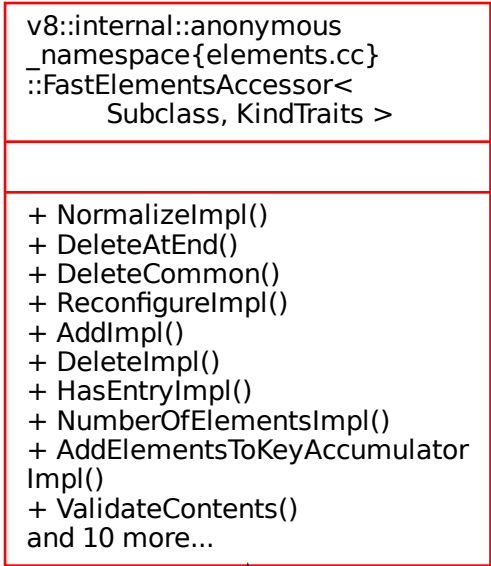 v8::internal::anonymous
_namespace{elements.cc}
::FastElementsAccessor<
Subclass, KindTraits >
+ NormalizeImpl()
+ DeleteAtEnd()
+ DeleteCommon()
+ ReconfigureImpl()
+ AddImpl()
+ DeleteImpl()
+ HasEntryImpl()
+ NumberOfElementsImpl()
+ AddElementsToKeyAccumulator
Impl()
+ ValidateContents()
and 10 more...